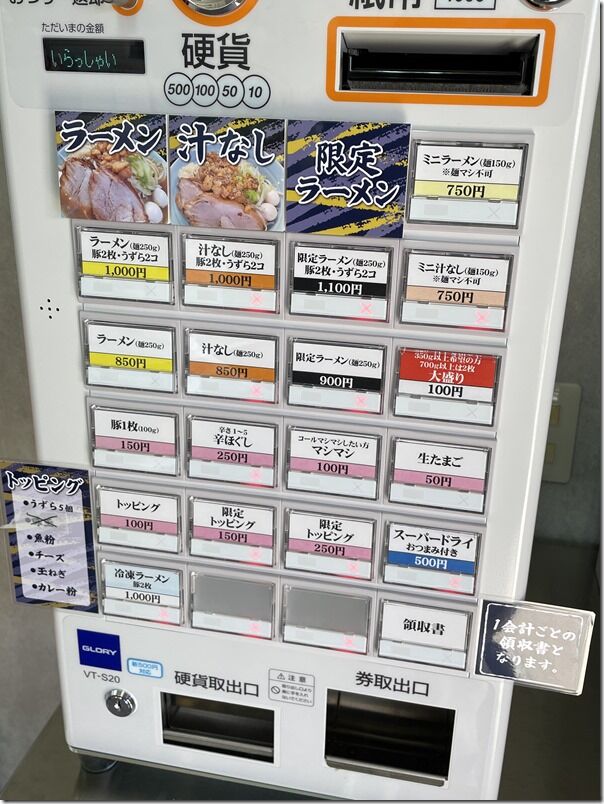 ただいまの金額
いらっしゃい
硬貨
500 100 50 10
ラーメン
汁なし
限定
ラーメン
ミニラーメン(麺150g)
※麺マシ不可
750円
ラーメン(麺250g)
豚2枚・うずら2コ
1,000円
汁なし(麺250g)
豚2枚・うずら2コ
1,000円
限定ラーメン(麺250g)
豚2枚・うずら2コ
1,100円
ミニ汁なし(麺150g)
※麺マシ不可
750円
ラーメン(麺250g)
850円
汁なし(麺250g)
850円
限定ラーメン(麺250g)
900円
350g以上希望の方
700g以上は2枚
大盛り
100円
豚1枚(100g)
150円
辛さ1〜5
辛ほぐし
250円
コールマシマシしたい方
マシマシ
100円
生たまご
50円
トッピング
●うずら5個
●魚粉
●チーズ
●玉ねぎ
●カレー粉
トッピング
100円
限定
トッピング
150円
限定
トッピング
250円
スーパードライ
おつまみ付き
500円
冷凍ラーメン
豚2枚
1,000円
領収書
1会計ごとの
領収書と
なります。
GLORY
VT-S20
新500円
対応
硬貨取出口
注意
券取出口